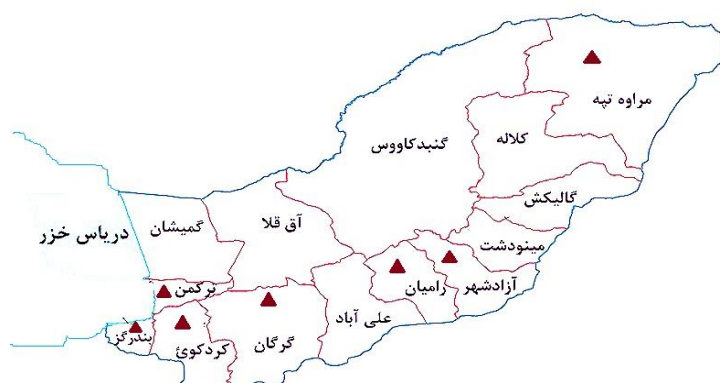 مراوه تپه
کلاله
گنبدکاووس
گالیکش
مینودشت
آزادشهر
رامیان
علی آباد
آق قلا
گمیشان
دریاس خزر
ترکمن
گرگان
کردکوئ
بندرگز